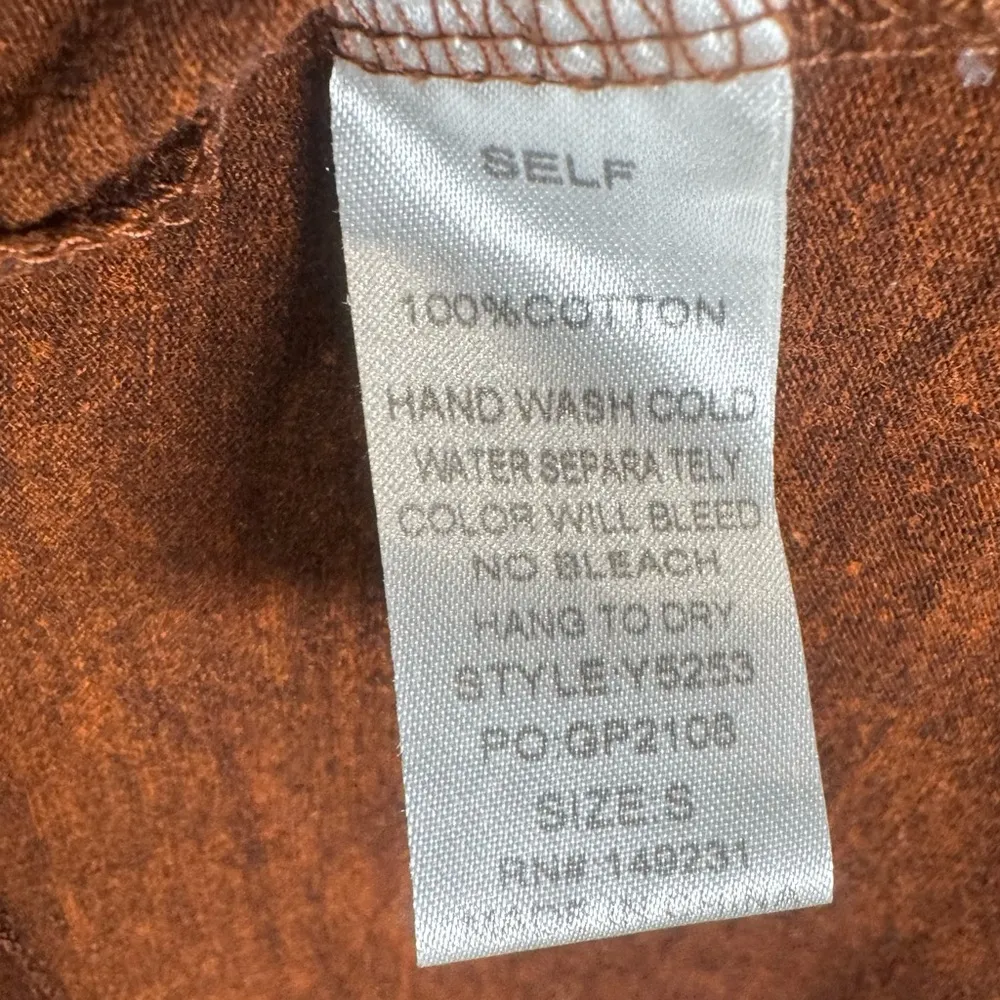 SELF
100%COTTON
HAND WASH COLD
WATER SEPARA TELY
COLOR WILL BLEED
NO BLEACH
HANG TO DRY
STYLE:Y5253
PO:GP2108
SIZE:S
RN# 149231
MADE